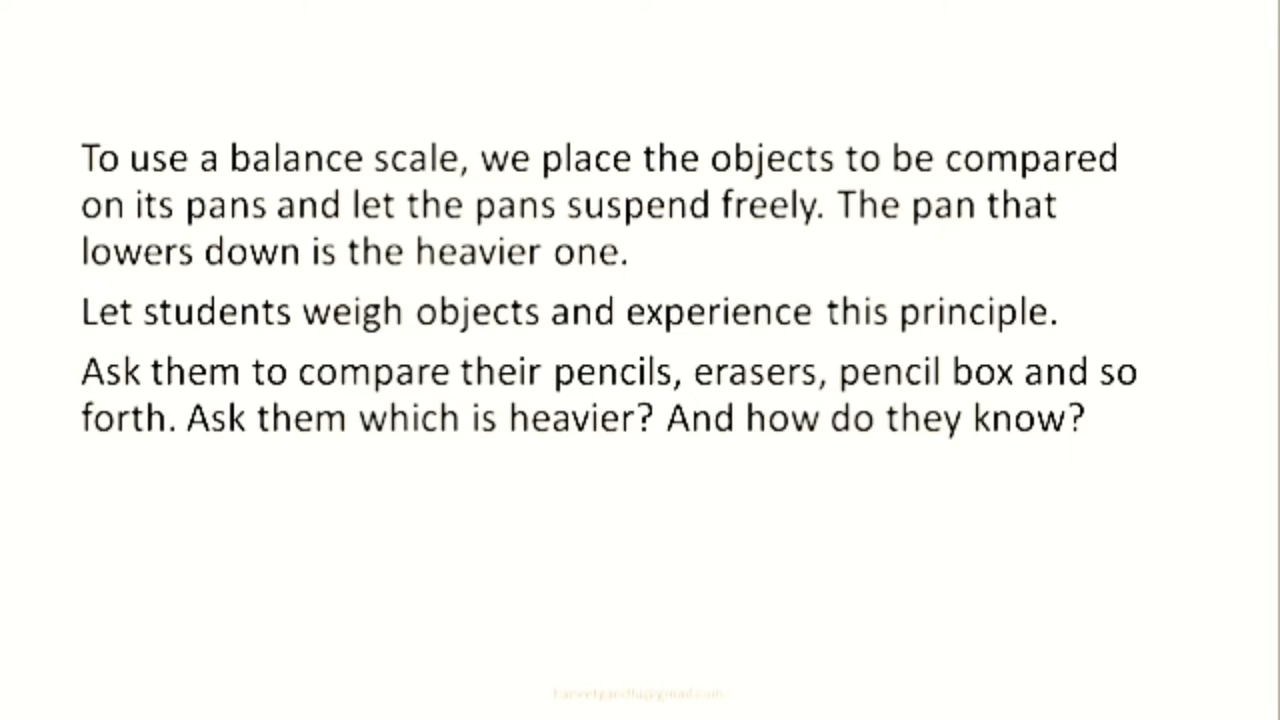 To use a balance scale, we place the objects to be compared
on its pans and let the pans suspend freely. The pan that
lowers down is the heavier one.
Let students weigh objects and experience this principle.
Ask them to compare their pencils, erasers, pencil box and so
forth. Ask them which is heavier? And how do they know?